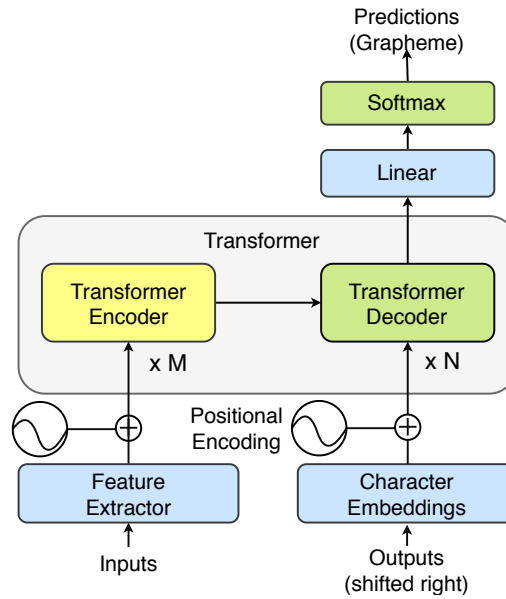 Predictions
(Grapheme)
Softmax
Linear
Transformer
Transformer
Encoder
Transformer
Decoder
x M
x N
Positional
Encoding
Feature
Extractor
Character
Embeddings
Inputs
Outputs
(shifted right)